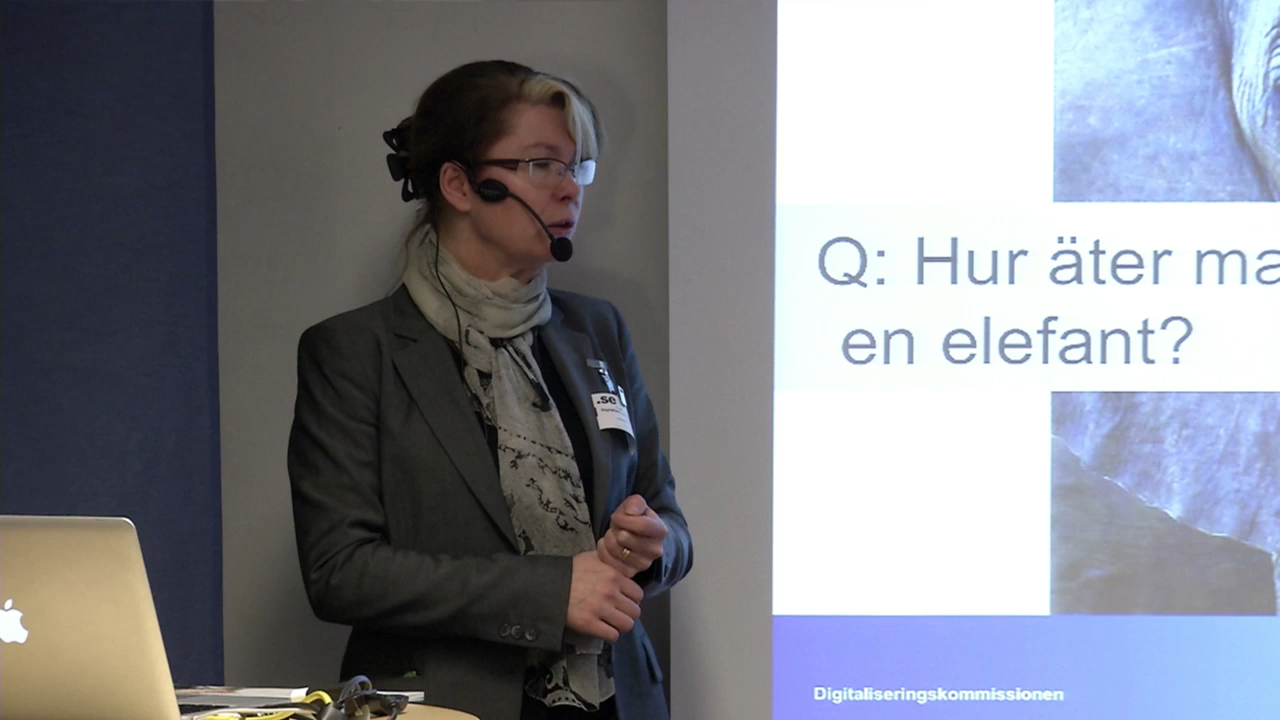 Q: Hur äter ma
en elefant?
.se
Digitaliseringskommissionen